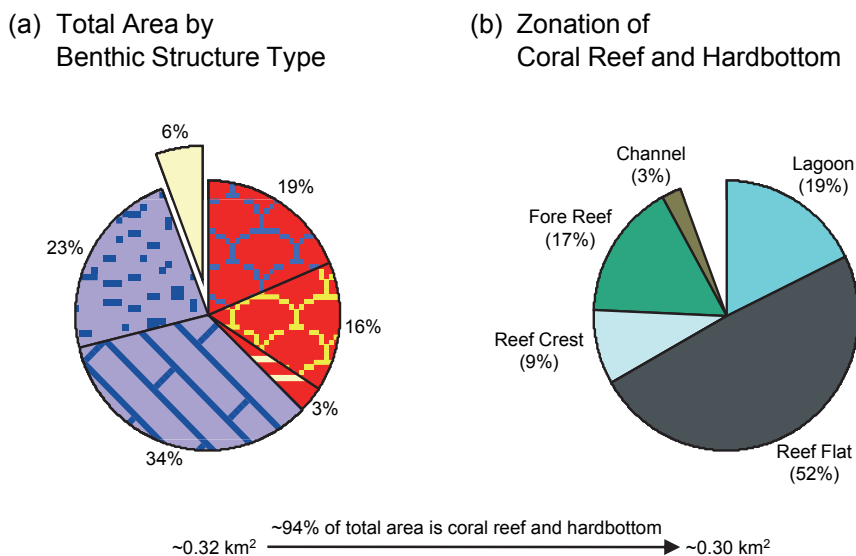 (a) Total Area by
Benthic Structure Type
6%
19%
23%
16%
3%
34%
(b) Zonation of
Coral Reef and Hardbottom
Channel
(3%)
Lagoon
(19%)
Fore Reef
(17%)
Reef Crest
(9%)
Reef Flat
(52%)
~94% of total area is coral reef and hardbottom
~0.32 km²
~0.30 km²